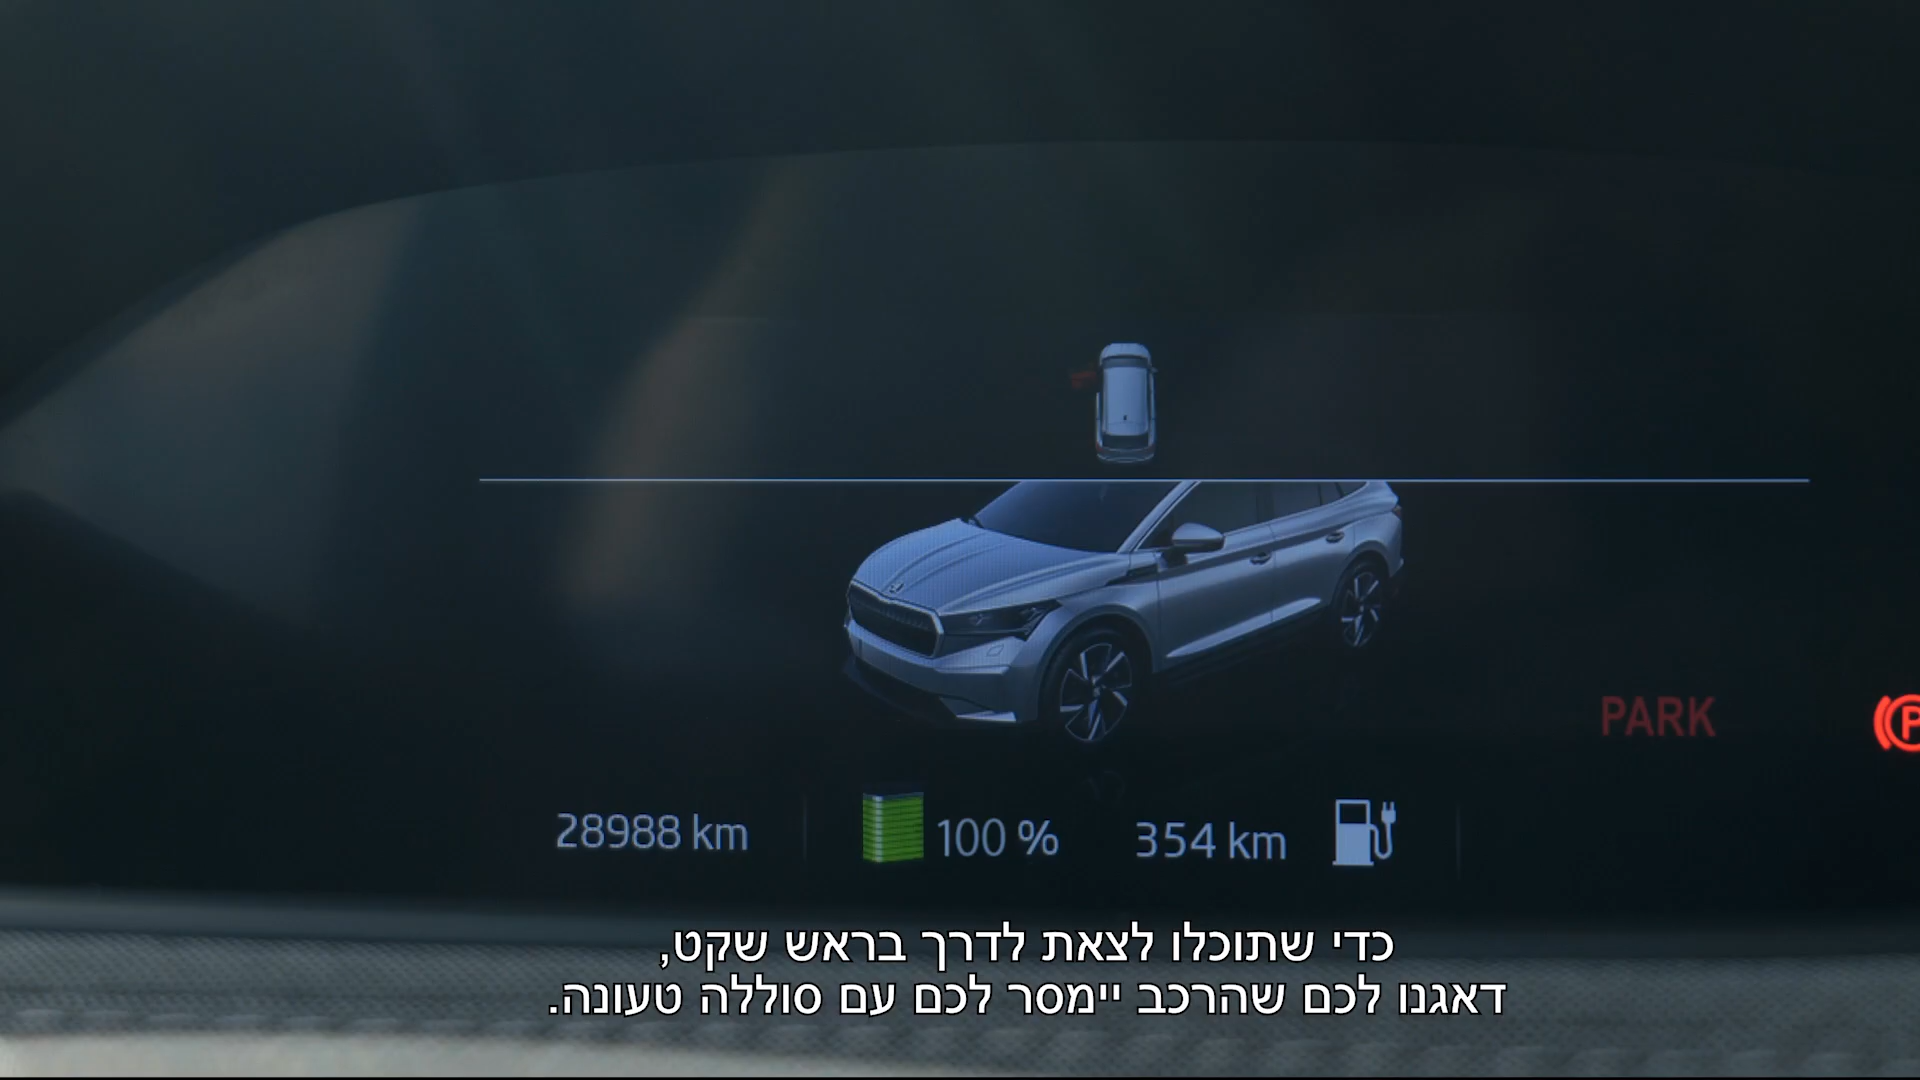 PARK
28988 km
100 %
354 km
כדי שתוכלו לצאת לדרך בראש שקט,
דאגנו לכם שהרכב יימסר לכם עם סוללה טעונה.